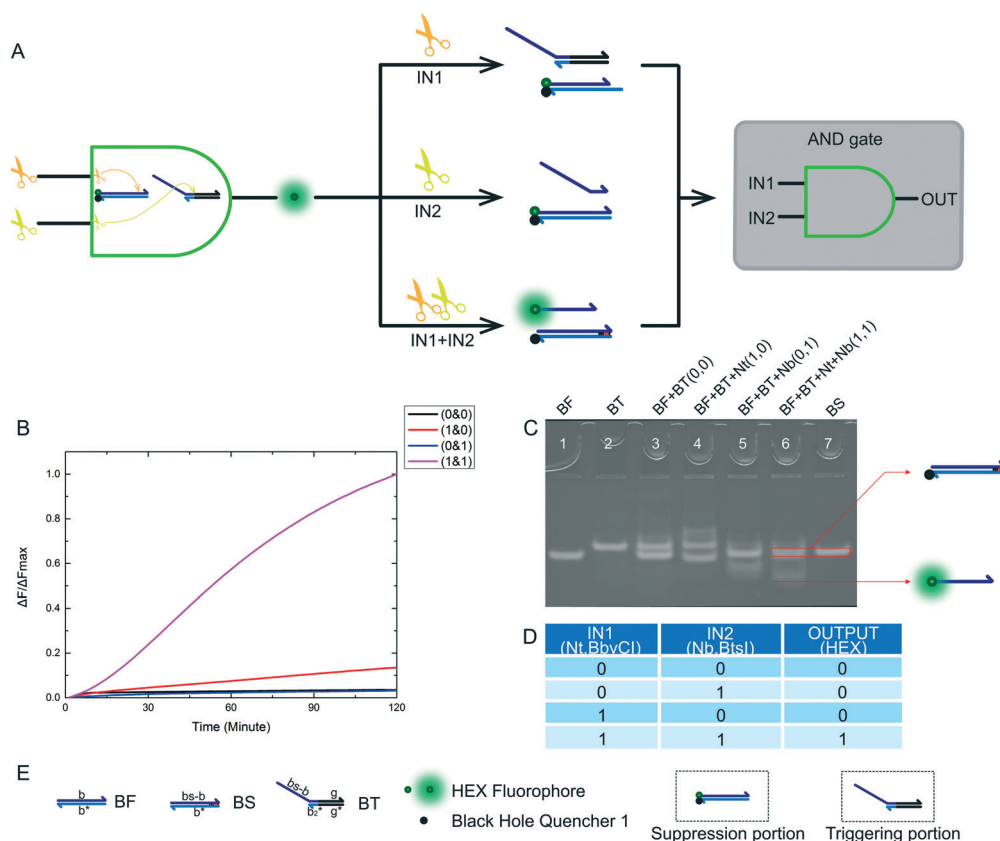 A
IN1
IN2
IN1+IN2
AND gate
IN1
IN2
OUT
B
(0&0)
(1&0)
(0&1)
(1&1)
1.0
0.8
0.6
0.4
0.2
0.0
ΔF/ΔFmax
0 30 60 90 120
Time (Minute)
C
BF
BT
BF+BT(0,0)
BF+BT+Nt(1,0)
BF+BT+Nb(0,1)
BF+BT+Nt+Nb(1,1)
BS
1 2 3 4 5 6 7
D
IN1 (Nt.BbvCI) IN2 (Nb.BtsI) OUTPUT (HEX)
0 0 0
0 1 0
1 0 0
1 1 1
E
b
b*
BF
bs-b
b*
BS
bs-b
g
b₂*
g*
BT
HEX Fluorophore
Black Hole Quencher 1
Suppression portion
Triggering portion